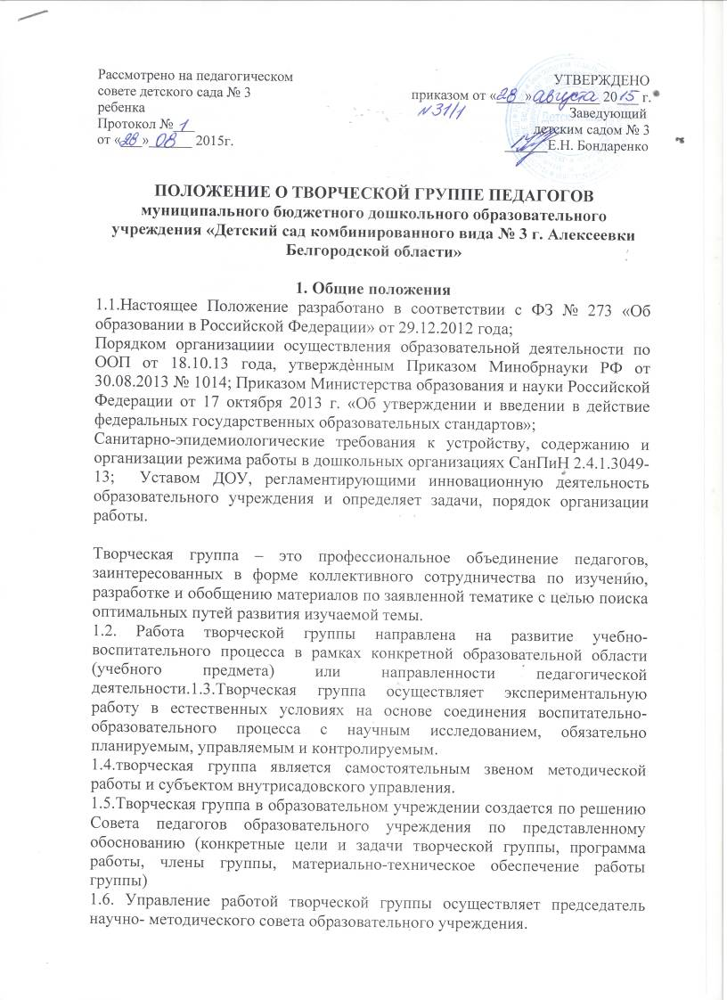 Рассмотрено на педагогическом
совете детского сада № 3
ребенка
Протокол № 1
от «28» 08 2015г.
УТВЕРЖДЕНО
приказом от «28» августа 2015 г.
№31/1
Заведующий
детским садом № 3
Е.Н. Бондаренко
ПОЛОЖЕНИЕ О ТВОРЧЕСКОЙ ГРУППЕ ПЕДАГОГОВ
муниципального бюджетного дошкольного образовательного
учреждения «Детский сад комбинированного вида № 3 г. Алексеевки
Белгородской области»
1. Общие положения
1.1.Настоящее Положение разработано в соответствии с ФЗ № 273 «Об
образовании в Российской Федерации» от 29.12.2012 года;
Порядком организациии осуществления образовательной деятельности по
ООП от 18.10.13 года, утверждённым Приказом Минобрнауки РФ от
30.08.2013 № 1014; Приказом Министерства образования и науки Российской
Федерации от 17 октября 2013 г. «Об утверждении и введении в действие
федеральных государственных образовательных стандартов»;
Санитарно-эпидемиологические требования к устройству, содержанию и
организации режима работы в дошкольных организациях СанПиН 2.4.1.3049-
13; Уставом ДОУ, регламентирующими инновационную деятельность
образовательного учреждения и определяет задачи, порядок организации
работы.
Творческая группа – это профессиональное объединение педагогов,
заинтересованных в форме коллективного сотрудничества по изучению,
разработке и обобщению материалов по заявленной тематике с целью поиска
оптимальных путей развития изучаемой темы.
1.2. Работа творческой группы направлена на развитие учебно-
воспитательного процесса в рамках конкретной образовательной области
(учебного предмета) или направленности педагогической
деятельности.1.3.Творческая группа осуществляет экспериментальную
работу в естественных условиях на основе соединения воспитательно-
образовательного процесса с научным исследованием, обязательно
планируемым, управляемым и контролируемым.
1.4.творческая группа является самостоятельным звеном методической
работы и субъектом внутрисадовского управления.
1.5.Творческая группа в образовательном учреждении создается по решению
Совета педагогов образовательного учреждения по представленному
обоснованию (конкретные цели и задачи творческой группы, программа
работы, члены группы, материально-техническое обеспечение работы
группы)
1.6. Управление работой творческой группы осуществляет председатель
научно- методического совета образовательного учреждения.